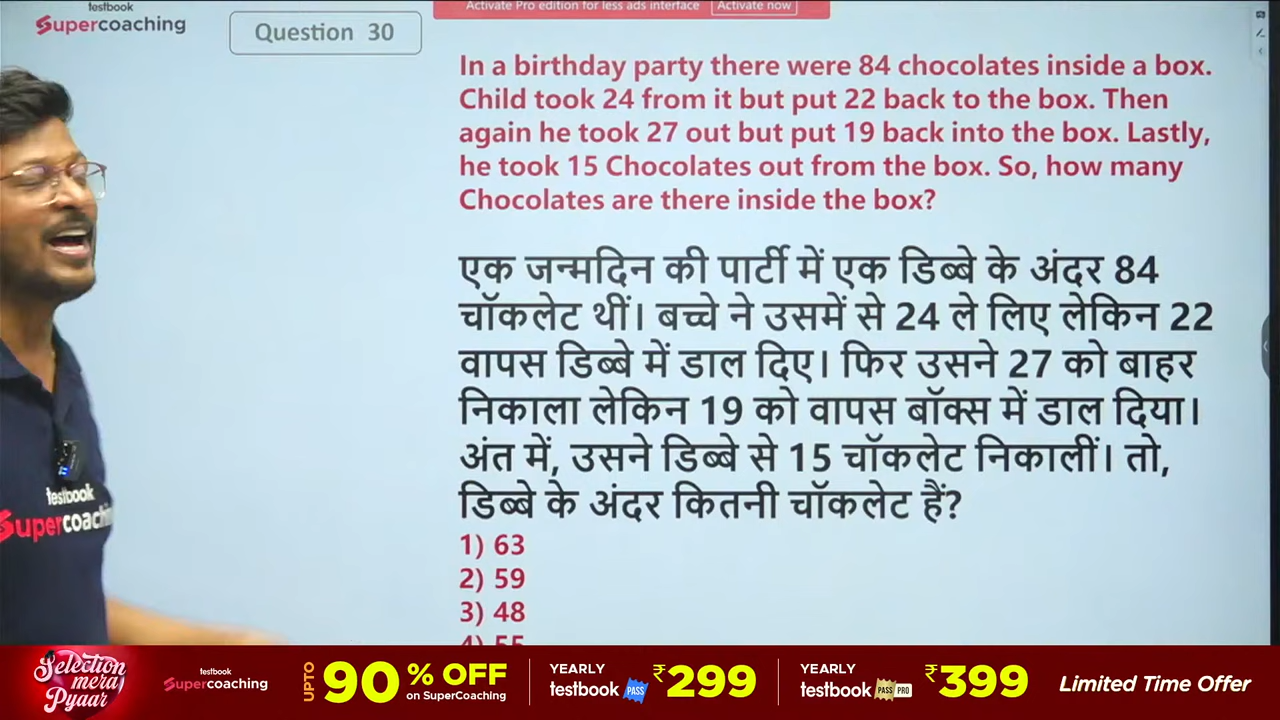 testbook
Supercoaching
Question 30
Activate Pro edition for less ads interface Activate now
In a birthday party there were 84 chocolates inside a box.
Child took 24 from it but put 22 back to the box. Then
again he took 27 out but put 19 back into the box. Lastly,
he took 15 Chocolates out from the box. So, how many
Chocolates are there inside the box?
एक जन्मदिन की पार्टी में एक डिब्बे के अंदर 84
चॉकलेट थीं। बच्चे ने उसमें से 24 ले लिए लेकिन 22
वापस डिब्बे में डाल दिए। फिर उसने 27 को बाहर
निकाला लेकिन 19 को वापस बॉक्स में डाल दिया।
अंत में, उसने डिब्बे से 15 चॉकलेट निकालीं। तो,
डिब्बे के अंदर कितनी चॉकलेट हैं?
1) 63
2) 59
3) 48
4) 55
testbook
Supercoachin
Selection
mera
Pyaar
testbook
Supercoaching
UPTO 90 % OFF
on SuperCoaching
YEARLY
testbook PASS
₹299
YEARLY
testbook PASS PRO
₹399
Limited Time Offer